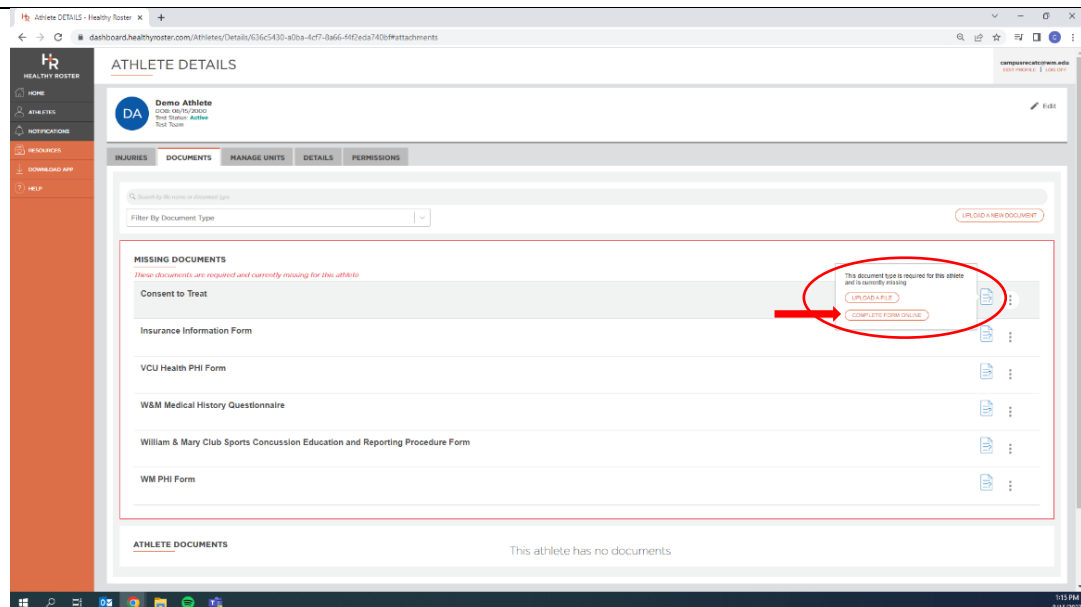 Athlete DETAILS - Healthy Roster
dashboard.healthyroster.com/Athletes/Details/636c5430-a0ba-4cf7-8a66-f4f2eda740bf#attachments
HR
HEALTHY ROSTER
ATHLETE DETAILS
campusrecatc@wm.edu
EDIT PROFILE | LOG OFF
HOME
ATHLETES
NOTIFICATIONS
RESOURCES
DOWNLOAD APP
HELP
DA
Demo Athlete
DOB: 06/15/2000
Test Status: Active
Test Team
Edit
INJURIES DOCUMENTS MANAGE UNITS DETAILS PERMISSIONS
Search by file name or document type
Filter By Document Type
UPLOAD A NEW DOCUMENT
MISSING DOCUMENTS
These documents are required and currently missing for this athlete
This document type is required for this athlete
and is currently missing
UPLOAD A FILE
COMPLETE FORM ONLINE
Consent to Treat
Insurance Information Form
VCU Health PHI Form
W&M Medical History Questionnaire
William & Mary Club Sports Concussion Education and Reporting Procedure Form
WM PHI Form
ATHLETE DOCUMENTS
This athlete has no documents
1:15 PM